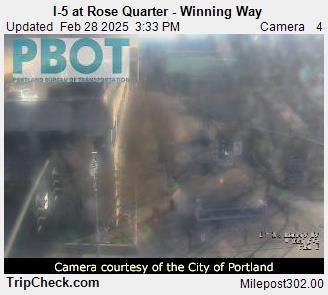 I-5 at Rose Quarter - Winning Way
Updated Feb 28 2025 3:33 PM Camera 4
PBOT
PORTLAND BUREAU OF TRANSPORTATION
Camera courtesy of the City of Portland
TripCheck.com Milepost302.00